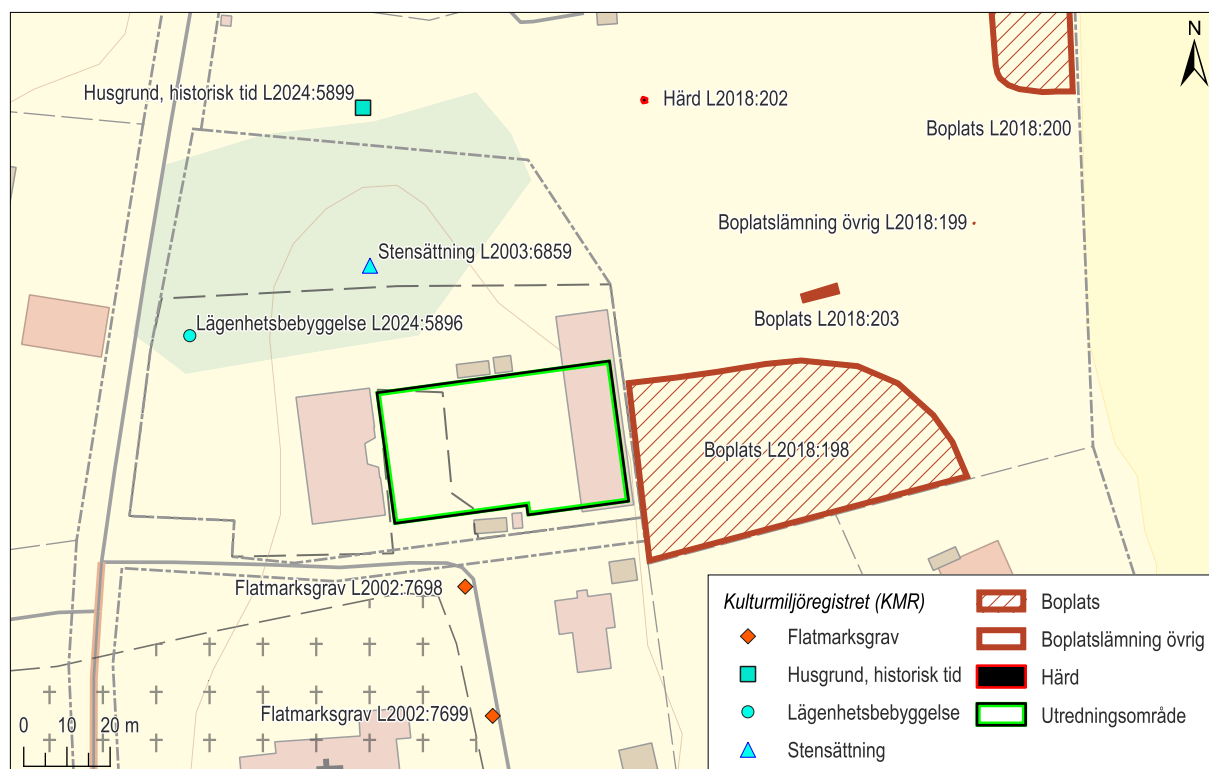 N
Husgrund, historisk tid L2024:5899
Härd L2018:202
Boplats L2018:200
Boplatslämning övrig L2018:199
Stensättning L2003:6859
Boplats L2018:203
Lägenhetsbebyggelse L2024:5896
Boplats L2018:198
Flatmarksgrav L2002:7698
Flatmarksgrav L2002:7699
0 10 20 m
Kulturmiljöregistret (KMR)
Flatmarksgrav
Husgrund, historisk tid
Lägenhetsbebyggelse
Stensättning
Boplats
Boplatslämning övrig
Härd
Utredningsområde